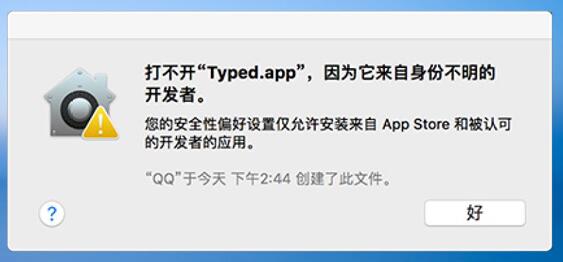 打不开“Typed.app”，因为它来自身份不明的
开发者。
您的安全性偏好设置仅允许安装来自 App Store 和被认可
的开发者的应用。
“QQ”于今天 下午2:44 创建了此文件。
?
好